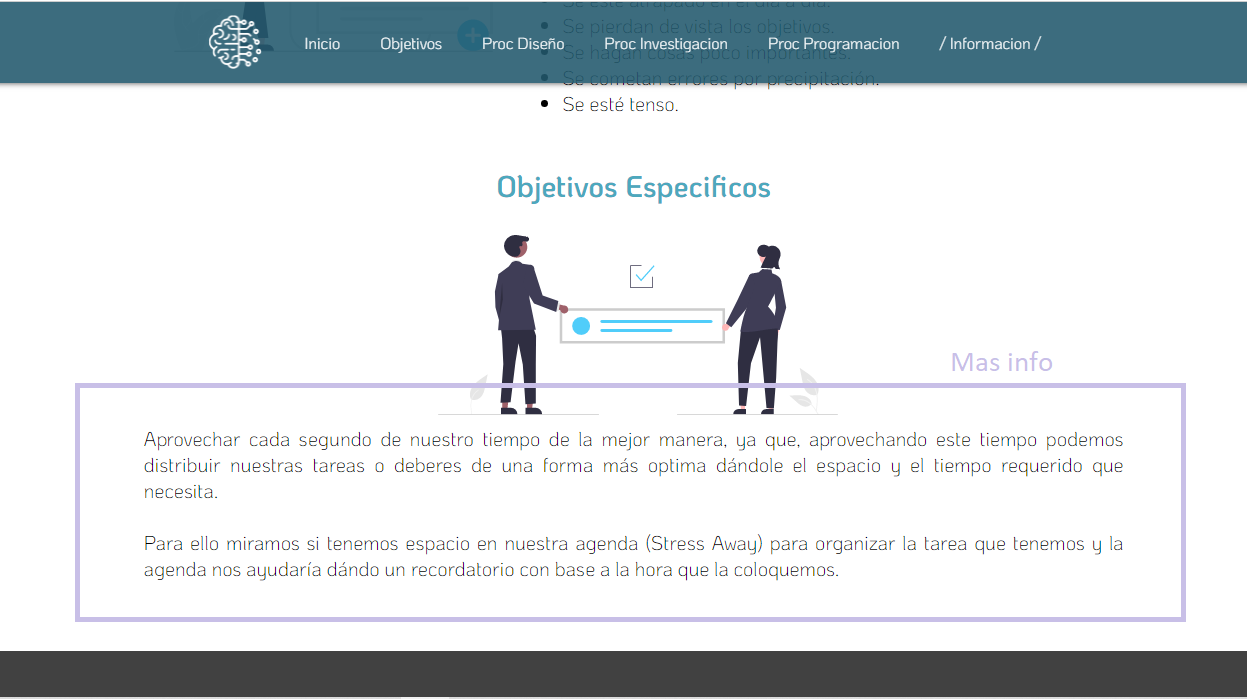 Se esté atrapado en el día a día.
Se pierdan de vista los objetivos.
Inicio Objetivos Proc Diseño Proc Investigacion Proc Programacion / Informacion /
Se hagan cosas poco importantes.
Se cometan errores por precipitación.
Se esté tenso.
Objetivos Especificos
Mas info
Aprovechar cada segundo de nuestro tiempo de la mejor manera, ya que, aprovechando este tiempo podemos
distribuir nuestras tareas o deberes de una forma más optima dándole el espacio y el tiempo requerido que
necesita.
Para ello miramos si tenemos espacio en nuestra agenda (Stress Away) para organizar la tarea que tenemos y la
agenda nos ayudaría dándo un recordatorio con base a la hora que la coloquemos.